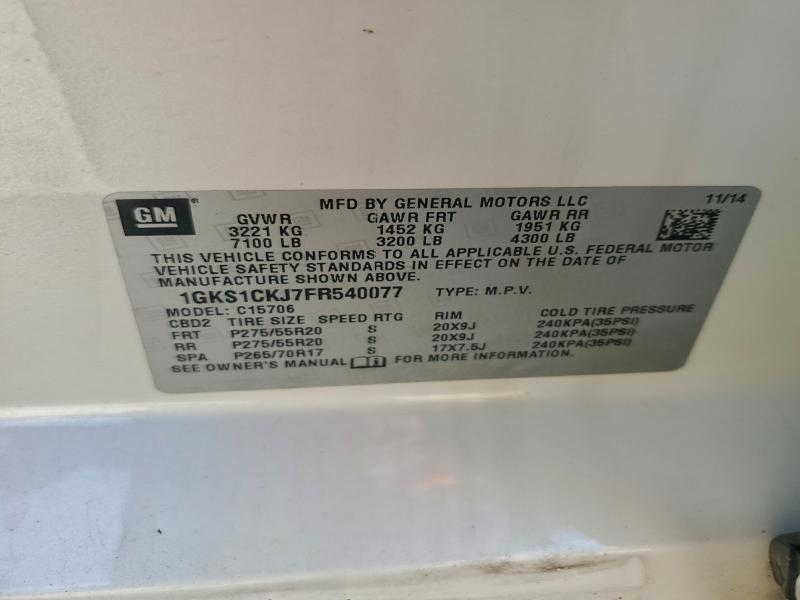 GM
MFD BY GENERAL MOTORS LLC 11/14
GVWR GAWR FRT GAWR RR
3221 KG 1452 KG 1951 KG
7100 LB 3200 LB 4300 LB
THIS VEHICLE CONFORMS TO ALL APPLICABLE U.S. FEDERAL MOTOR
VEHICLE SAFETY STANDARDS IN EFFECT ON THE DATE OF
MANUFACTURE SHOWN ABOVE.
1GKS1CKJ7FR540077 TYPE: M.P.V.
MODEL: C15706
CBD2 TIRE SIZE SPEED RTG RIM COLD TIRE PRESSURE
FRT P275/55R20 S 20X9J 240KPA(35PSI)
RR P275/55R20 S 20X9J 240KPA(35PSI)
SPA P265/70R17 S 17X7.5J 240KPA(35PSI)
SEE OWNER'S MANUAL FOR MORE INFORMATION.